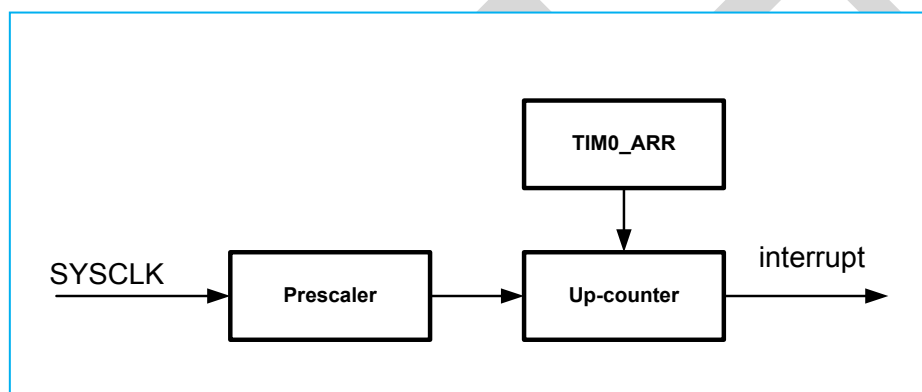 TIM0_ARR
SYSCLK
Prescaler
Up-counter
interrupt